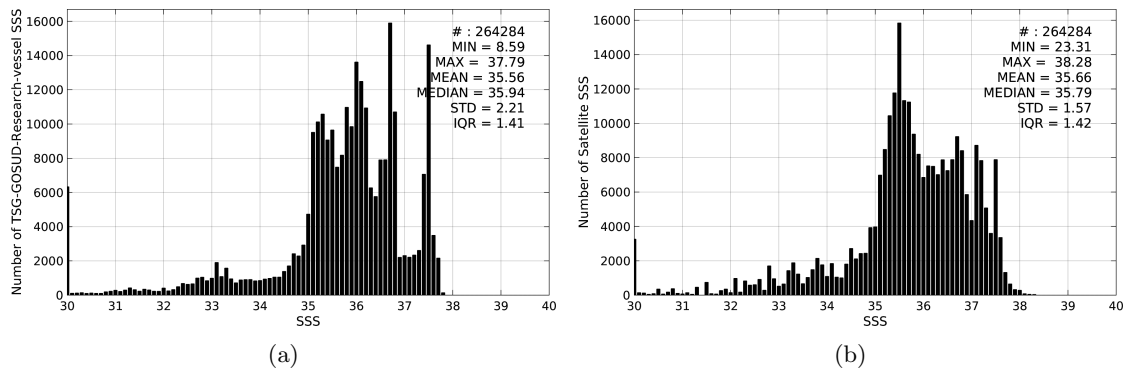 Number of TSG-GOSUD-Research-vessel SSS
16000
14000
12000
10000
8000
6000
4000
2000
0
# : 264284
MIN = 8.59
MAX = 37.79
MEAN = 35.56
MEDIAN = 35.94
STD = 2.21
IQR = 1.41
30 31 32 33 34 35 36 37 38 39 40
SSS
(a)
Number of Satellite SSS
16000
14000
12000
10000
8000
6000
4000
2000
0
# : 264284
MIN = 23.31
MAX = 38.28
MEAN = 35.66
MEDIAN = 35.79
STD = 1.57
IQR = 1.42
30 31 32 33 34 35 36 37 38 39 40
SSS
(b)